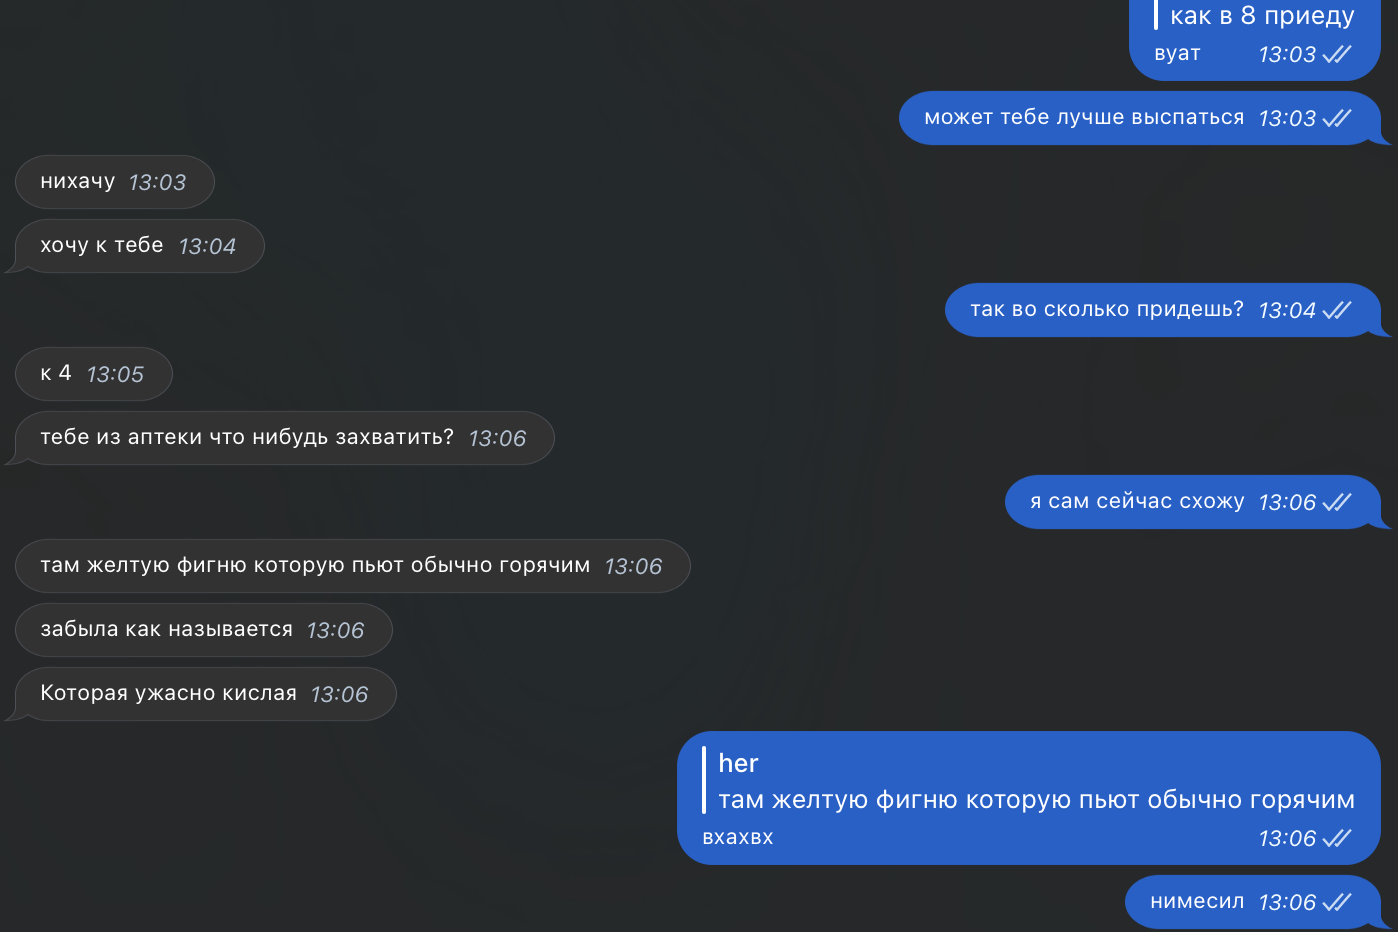 как в 8 приеду
вуат 13:03
может тебе лучше выспаться 13:03
нихачу 13:03
хочу к тебе 13:04
так во сколько придешь? 13:04
к 4 13:05
тебе из аптеки что нибудь захватить? 13:06
я сам сейчас схожу 13:06
там желтую фигню которую пьют обычно горячим 13:06
забыла как называется 13:06
Которая ужасно кислая 13:06
her
там желтую фигню которую пьют обычно горячим
вхахвх 13:06
нимесил 13:06